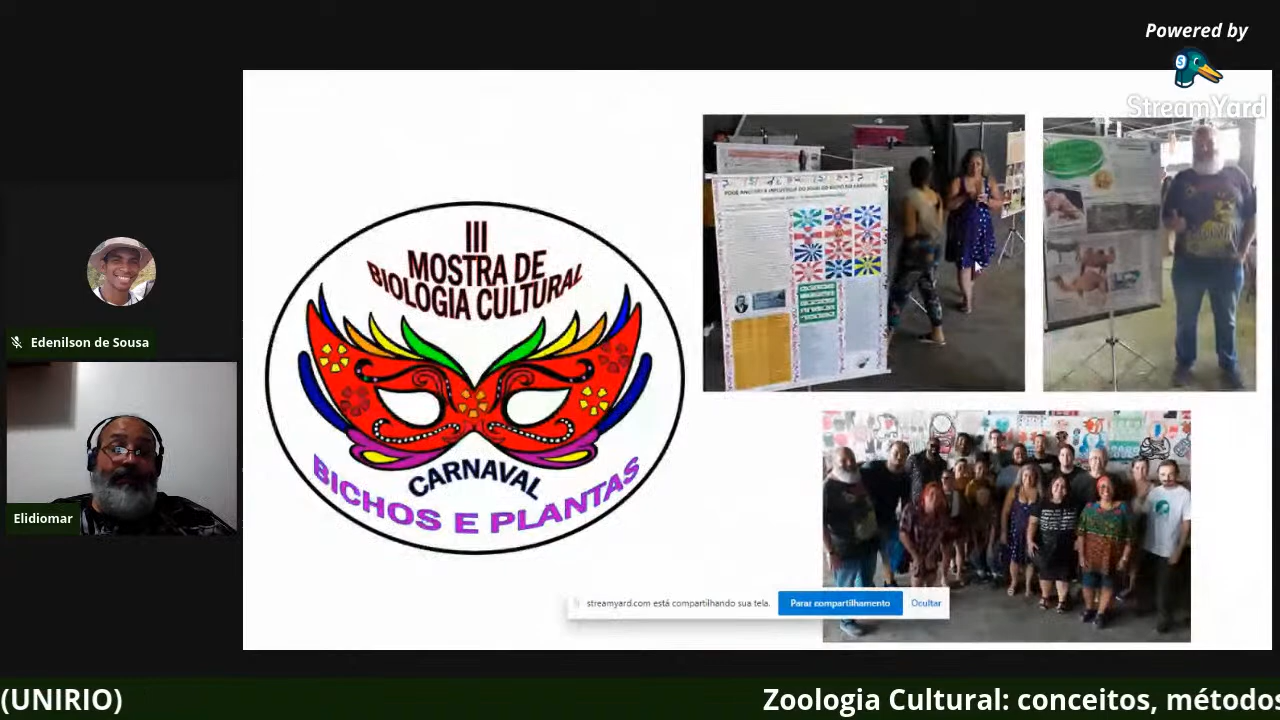 Powered by
StreamYard
III
MOSTRA DE
BIOLOGIA CULTURAL
CARNAVAL
BICHOS E PLANTAS
Edenilson de Sousa
Elidiomar
streamyard.com está compartilhando sua tela.
Parar compartilhamento
Ocultar
(UNIRIO)
Zoologia Cultural: conceitos, métodos